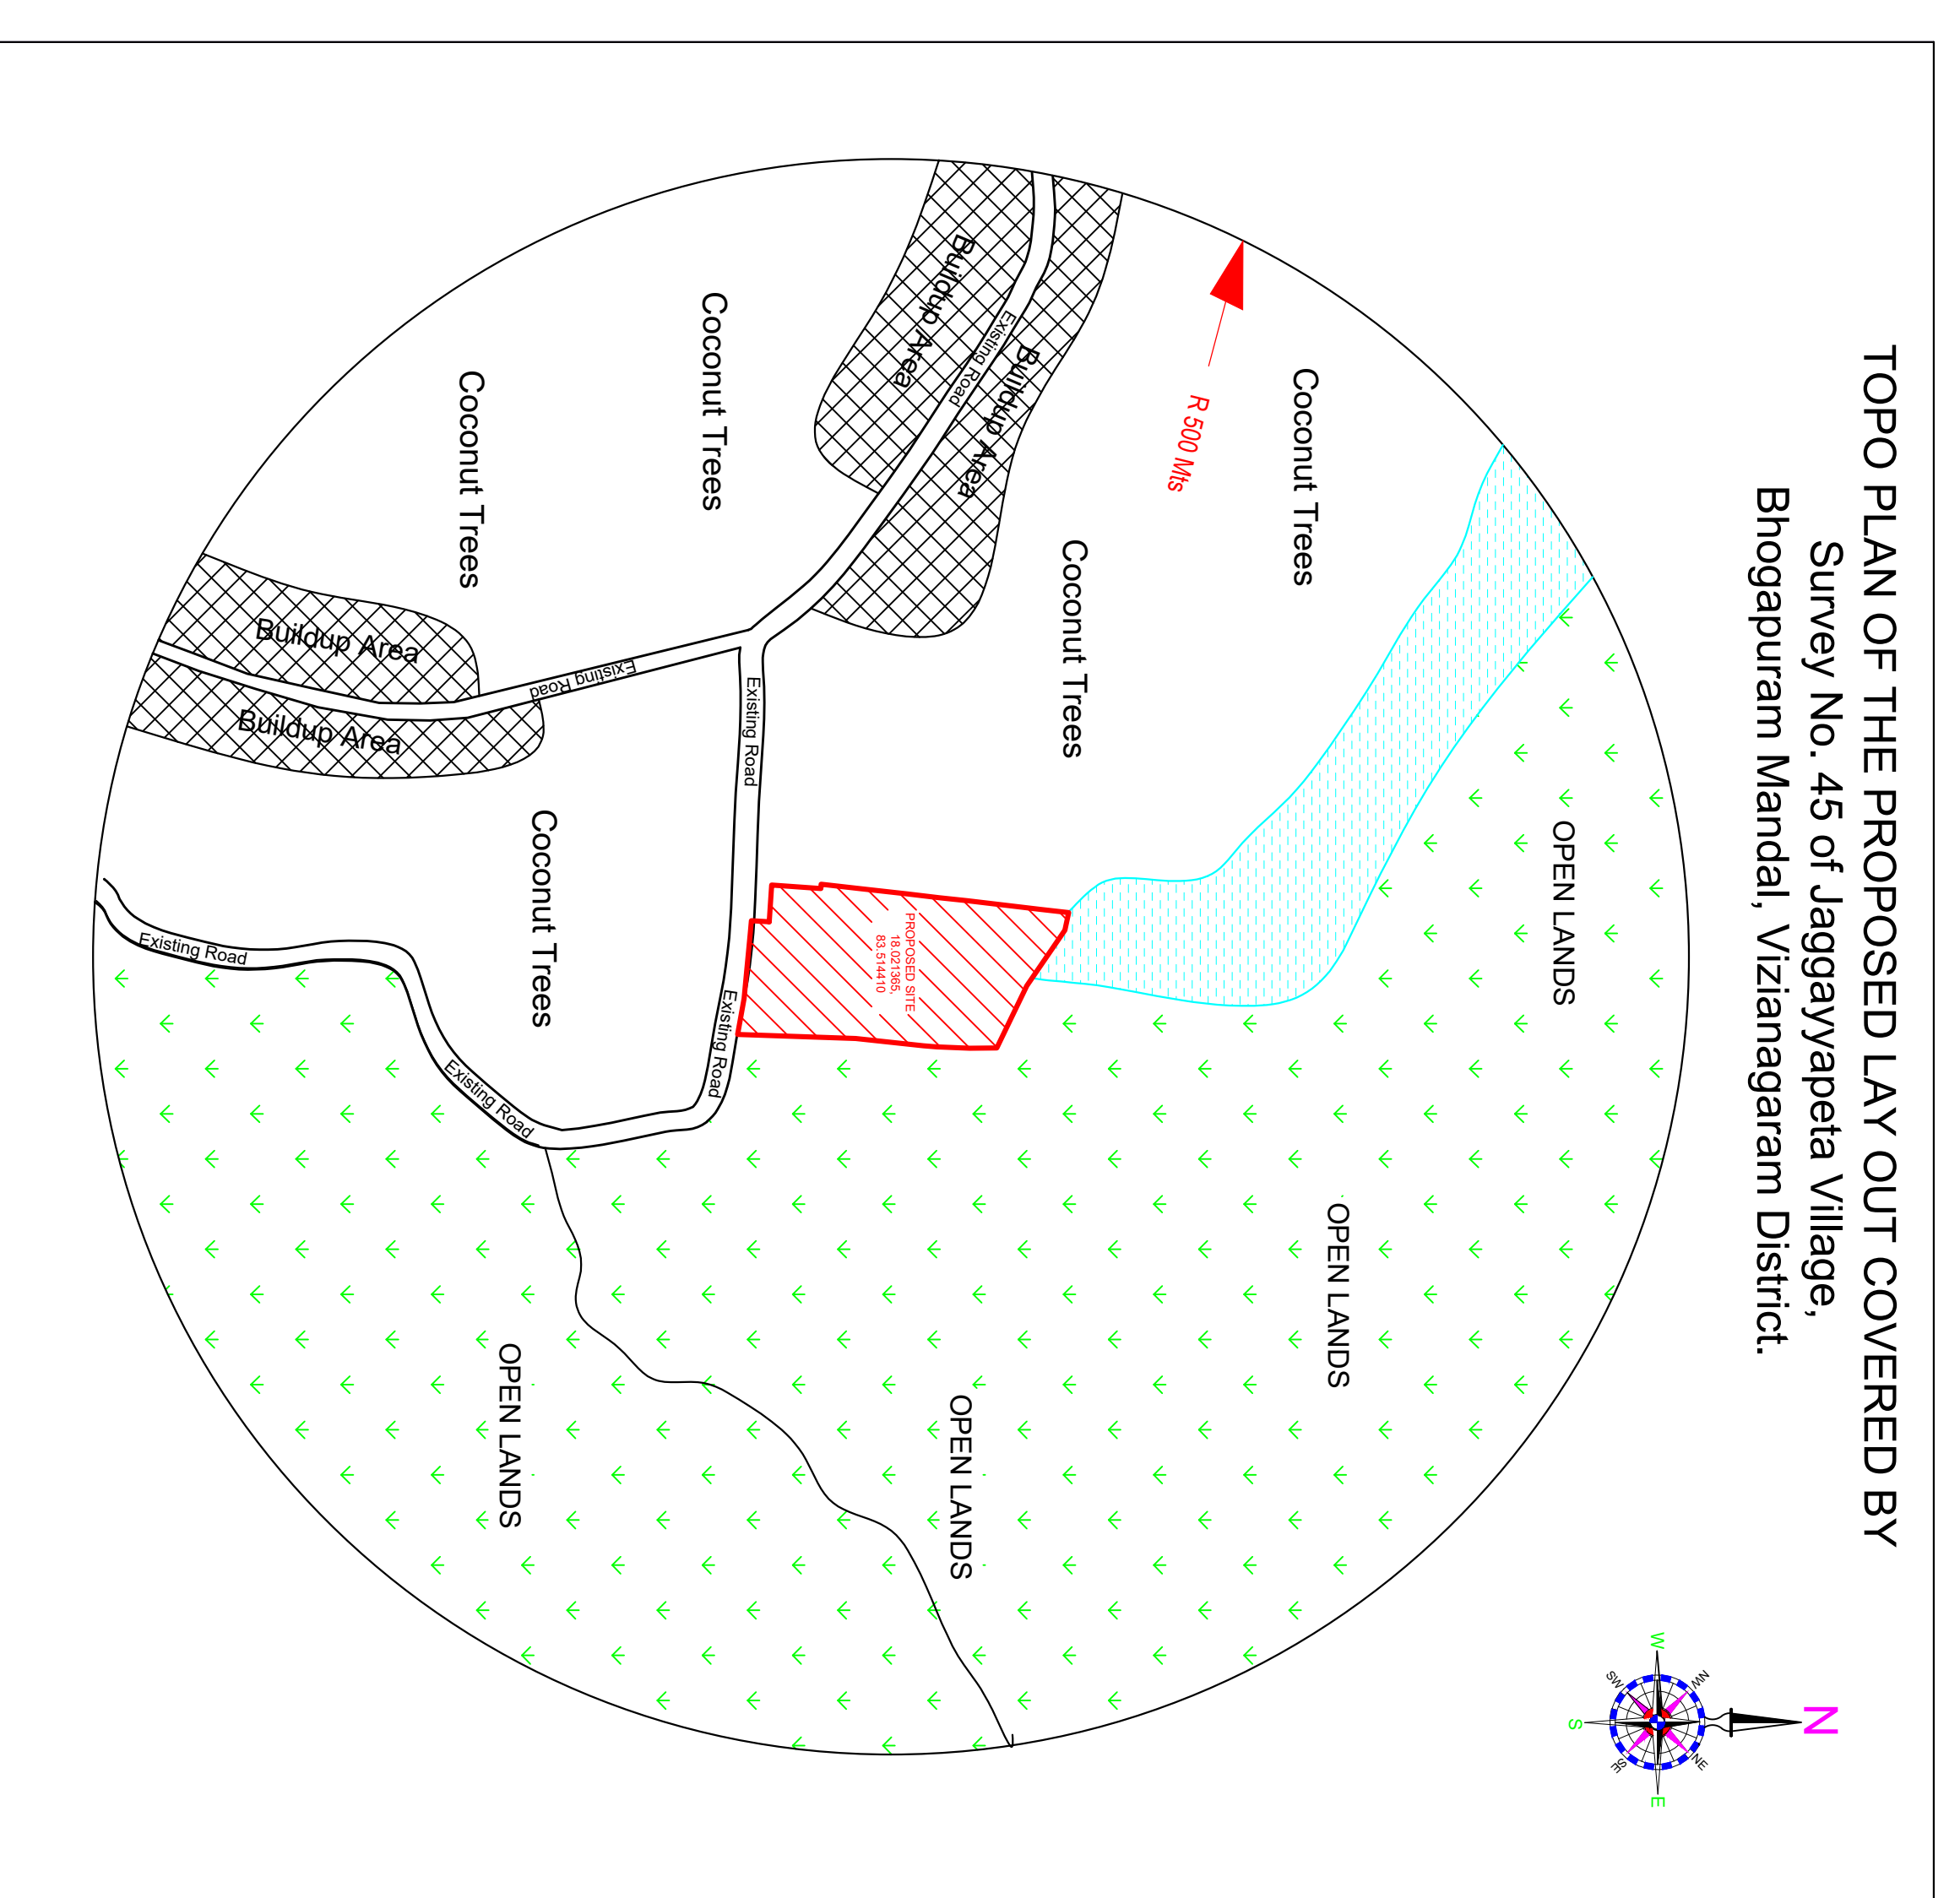 TOPO PLAN OF THE PROPOSED LAY OUT COVERED BY
Survey No. 45 of Jaggayyapeta Village,
Bhogapuram Mandal, Vizianagaram District.
N
NW
NE
W
E
SW
SE
S
OPEN LANDS
Coconut Trees
OPEN LANDS
R 500 Mts
Coconut Trees
Buildup Area
Existing Road
Buildup Area
OPEN LANDS
PROPOSED SITE
18.021365,
83.514410
Existing Road
Existing Road
Coconut Trees
Existing Road
Coconut Trees
Existing Road
OPEN LANDS
Coconut Trees
Buildup Area
Buildup Area
Existing Road